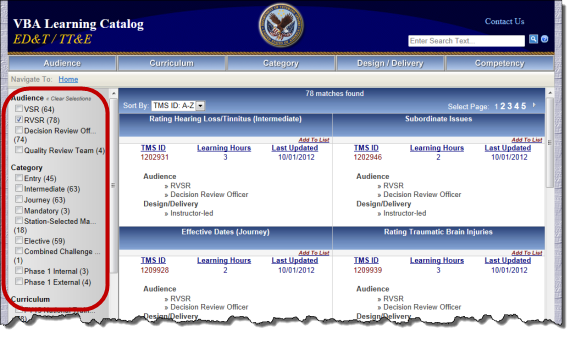 VBA Learning Catalog
ED&T / TT&E
Contact Us
Enter Search Text...
Audience
Curriculum
Category
Design / Delivery
Competency
Navigate To: Home
Audience « Clear Selections
VSR (64)
RVSR (78)
Decision Review Off...
(74)
Quality Review Team (4)
Category
Entry (45)
Intermediate (63)
Journey (63)
Mandatory (3)
Station-Selected Ma...
(18)
Elective (59)
Combined Challenge ...
(1)
Phase 1 Internal (3)
Phase 1 External (4)
Curriculum
78 matches found
Sort By: TMS ID: A-Z
Select Page: 1 2 3 4 5
Rating Hearing Loss/Tinnitus (Intermediate)
Add To List
TMS ID Learning Hours Last Updated
1202931 3 10/01/2012
Audience
» RVSR
» Decision Review Officer
Design/Delivery
» Instructor-led
Subordinate Issues
Add To List
TMS ID Learning Hours Last Updated
1202946 2 10/01/2012
Audience
» RVSR
» Decision Review Officer
Design/Delivery
» Instructor-led
Effective Dates (Journey)
Add To List
TMS ID Learning Hours Last Updated
1209928 2 10/01/2012
Audience
» RVSR
» Decision Review Officer
Design/Delivery
Rating Traumatic Brain Injuries
Add To List
TMS ID Learning Hours Last Updated
1209939 3 10/01/2012
Audience
» RVSR
» Decision Review Officer
Design/Delivery